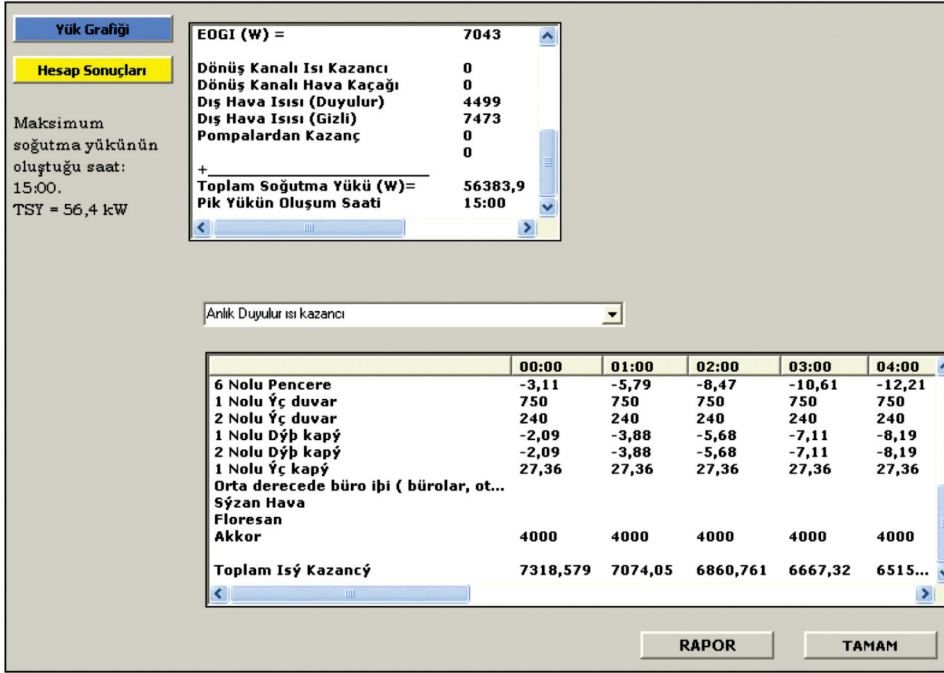 Yük Grafiği
Hesap Sonuçları
Maksimum
soğutma yükünün
oluştuğu saat:
15:00.
TSY = 56,4 kW
EOGI (W) = 7043
Dönüş Kanalı Isı Kazancı 0
Dönüş Kanalı Hava Kaçağı 0
Dış Hava Isısı (Duyulur) 4499
Dış Hava Isısı (Gizli) 7473
Pompalardan Kazanç 0
0
+
Toplam Soğutma Yükü (W)= 56383,9
Pik Yükün Oluşum Saati 15:00
Anlık Duyulur ısı kazancı
00:00 01:00 02:00 03:00 04:00
6 Nolu Pencere -3,11 -5,79 -8,47 -10,61 -12,21
1 Nolu Ýç duvar 750 750 750 750 750
2 Nolu Ýç duvar 240 240 240 240 240
1 Nolu Dýþ kapý -2,09 -3,88 -5,68 -7,11 -8,19
2 Nolu Dýþ kapý -2,09 -3,88 -5,68 -7,11 -8,19
1 Nolu Ýç kapý 27,36 27,36 27,36 27,36 27,36
Orta derecede büro iþi ( bürolar, ot...
Sýzan Hava
Floresan
Akkor 4000 4000 4000 4000 4000
Toplam Isý Kazancý 7318,579 7074,05 6860,761 6667,32 6515...
RAPOR TAMAM